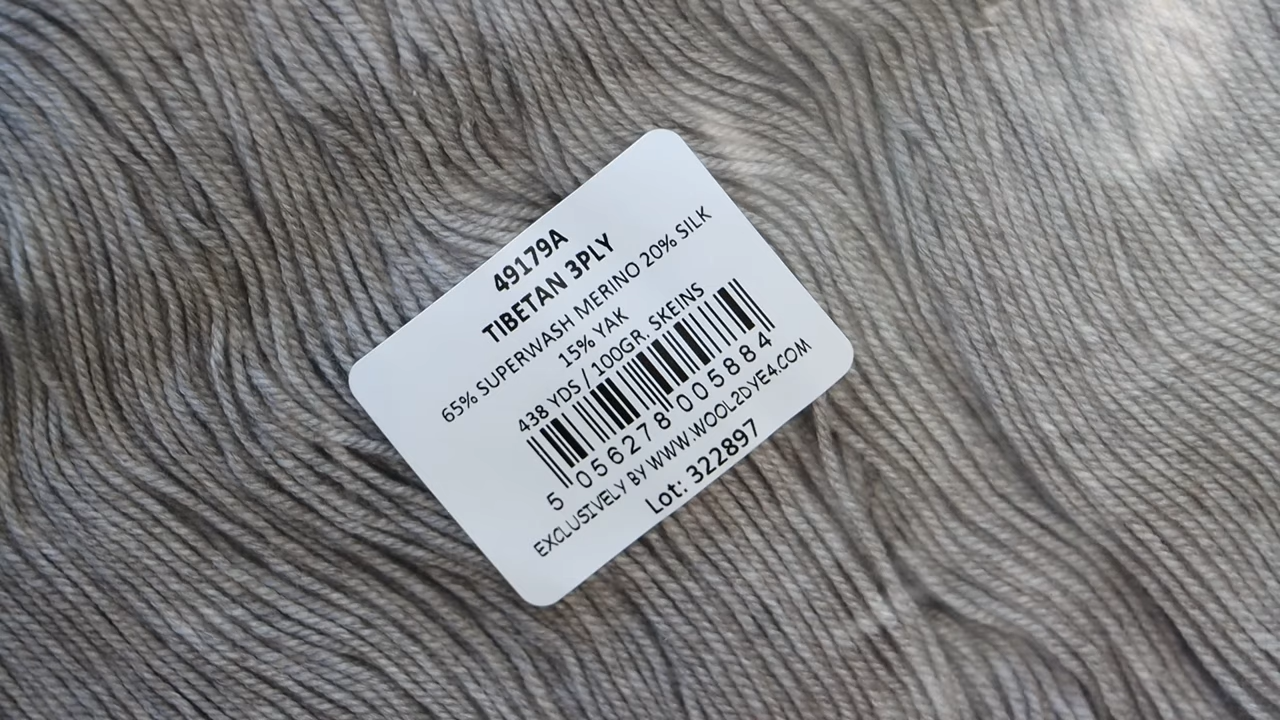 49179A
TIBETAN 3PLY
65% SUPERWASH MERINO 20% SILK
15% YAK
438 YDS / 100GR. SKEINS
5 056278 005884
EXCLUSIVELY BY WWW.WOOL2DYE4.COM
Lot: 322897